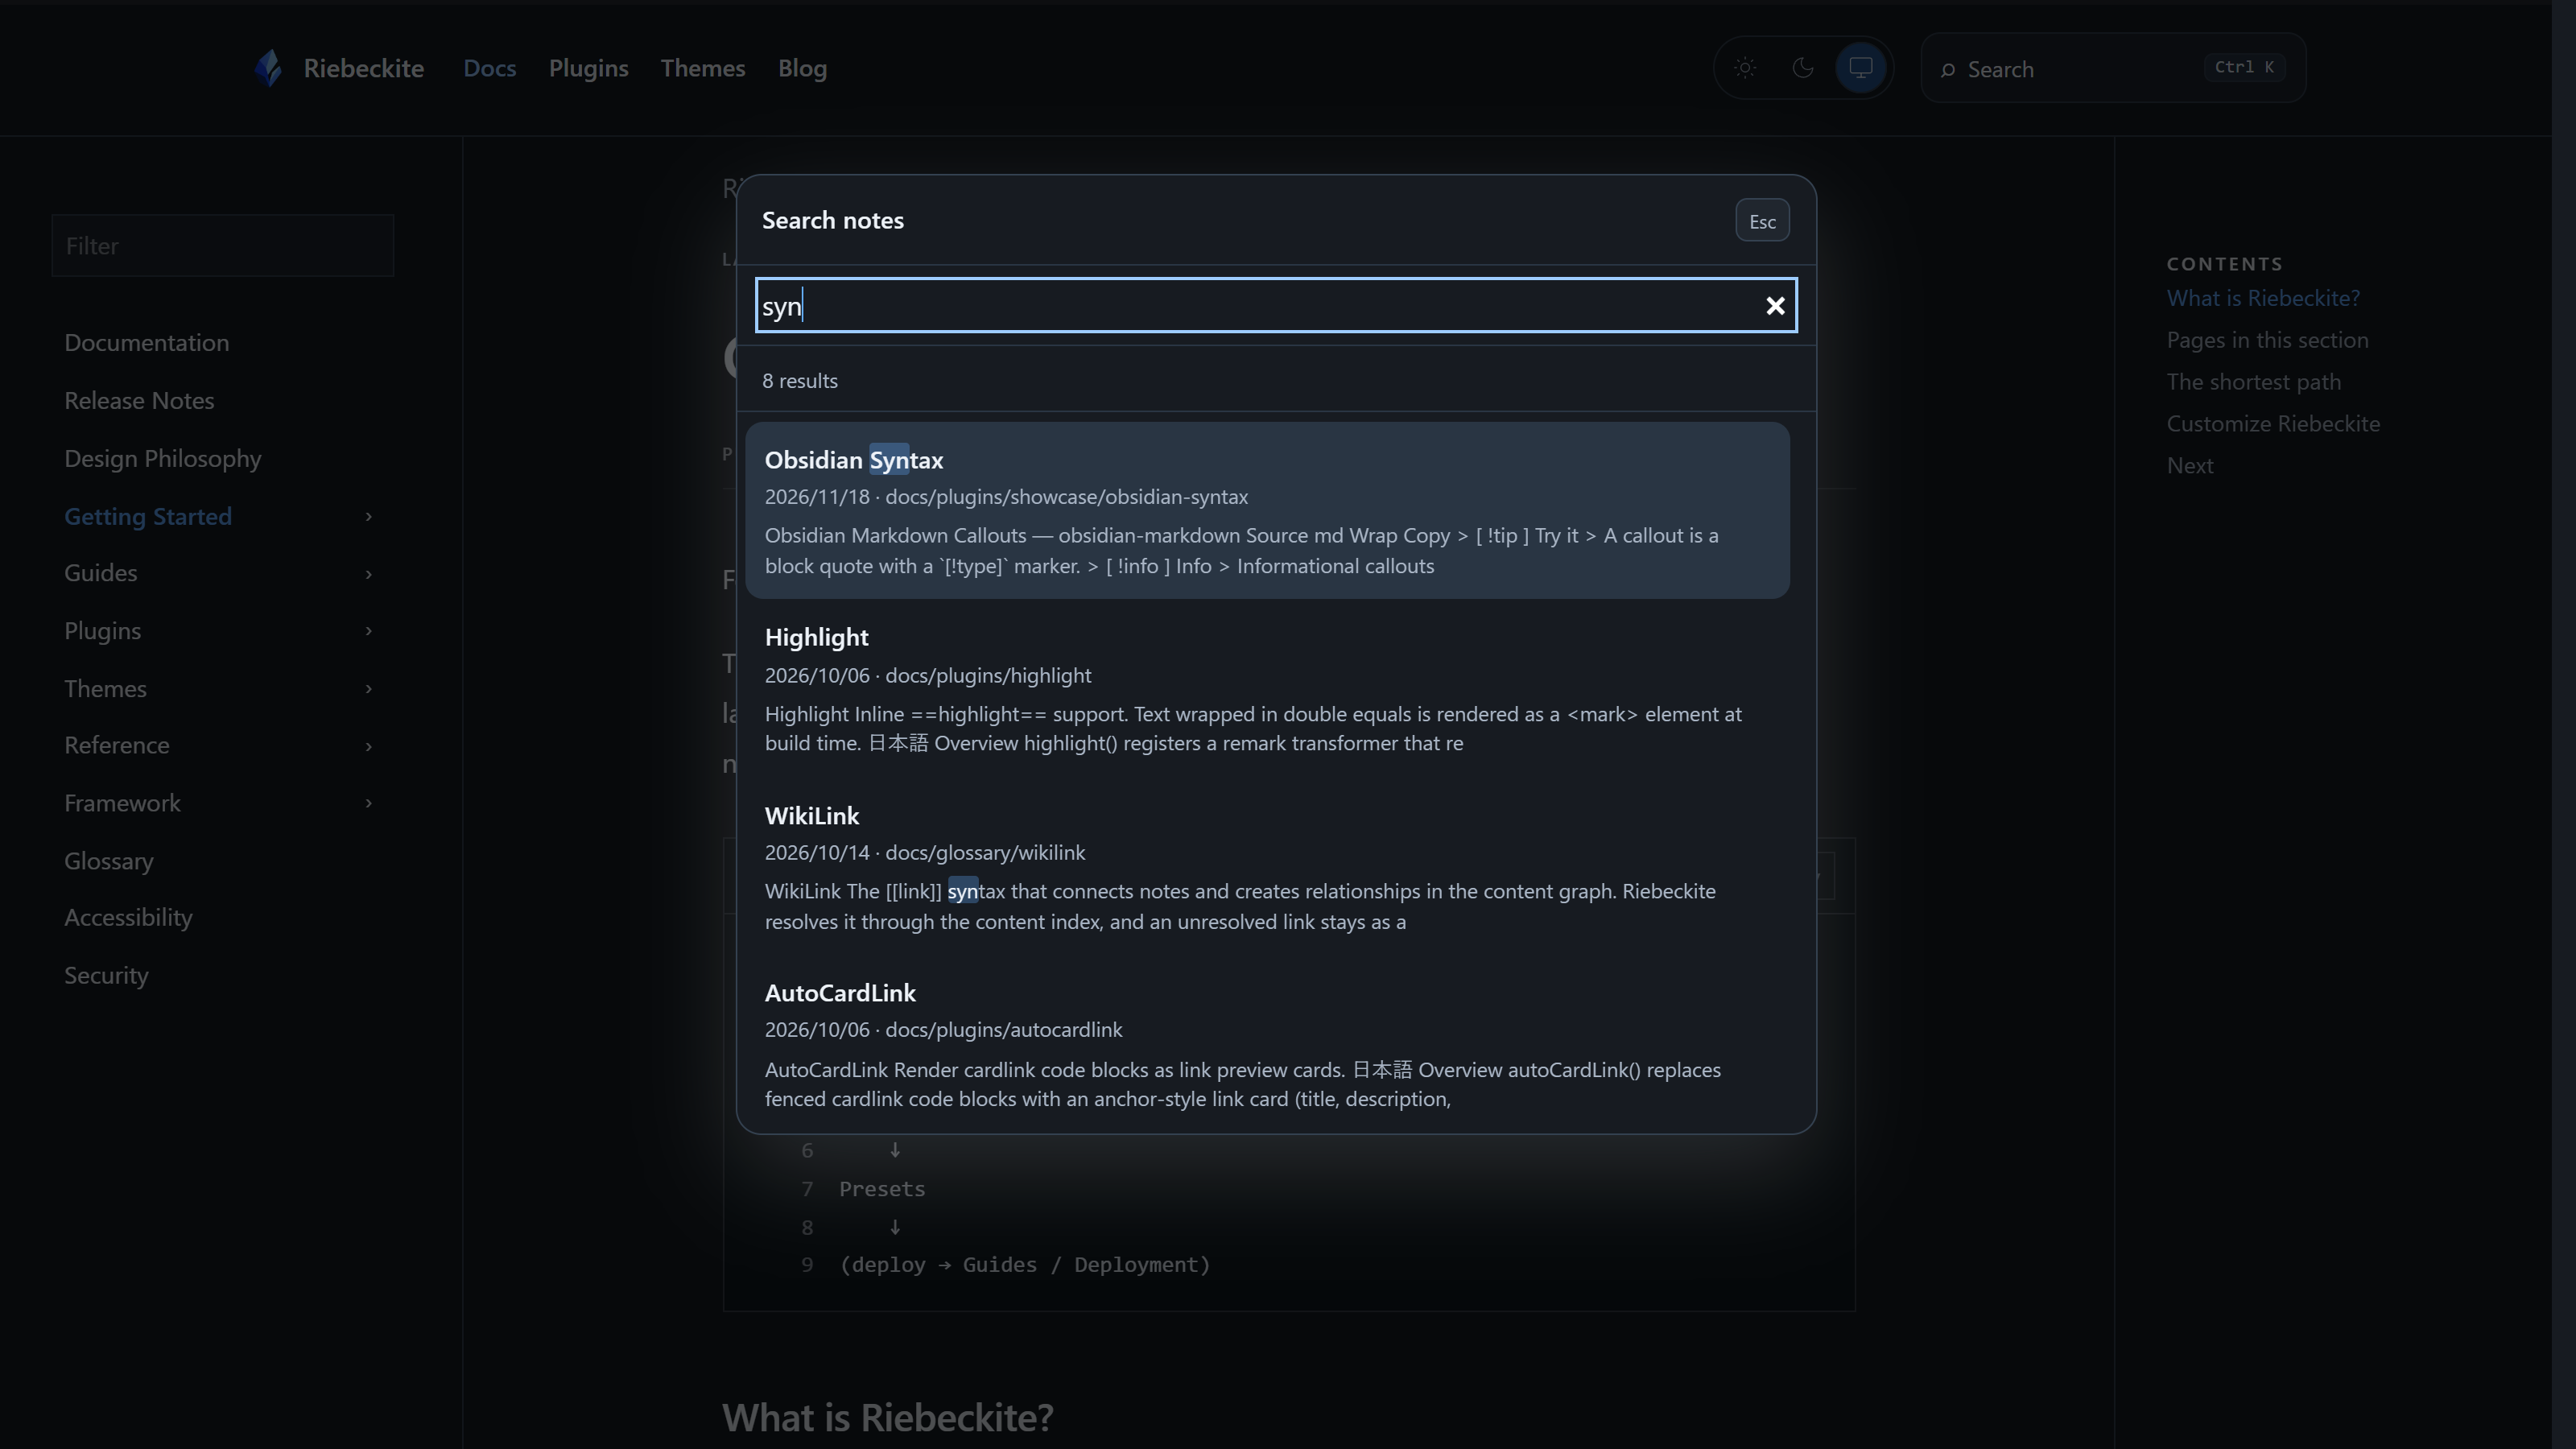 Riebeckite
Docs
Plugins
Themes
Blog
Search
Ctrl K
Filter
Documentation
Release Notes
Design Philosophy
Getting Started
Guides
Plugins
Themes
Reference
Framework
Glossary
Accessibility
Security
Search notes
Esc
syn
8 results
Obsidian Syntax
2026/11/18 · docs/plugins/showcase/obsidian-syntax
Obsidian Markdown Callouts — obsidian-markdown Source md Wrap Copy > [ !tip ] Try it > A callout is a
block quote with a `[!type]` marker. > [ !info ] Info > Informational callouts
Highlight
2026/10/06 · docs/plugins/highlight
Highlight Inline ==highlight== support. Text wrapped in double equals is rendered as a <mark> element at
build time. 日本語 Overview highlight() registers a remark transformer that re
WikiLink
2026/10/14 · docs/glossary/wikilink
WikiLink The [[link]] syntax that connects notes and creates relationships in the content graph. Riebeckite
resolves it through the content index, and an unresolved link stays as a
AutoCardLink
2026/10/06 · docs/plugins/autocardlink
AutoCardLink Render cardlink code blocks as link preview cards. 日本語 Overview autoCardLink() replaces
fenced cardlink code blocks with an anchor-style link card (title, description,
6 ↓
7 Presets
8 ↓
9 (deploy → Guides / Deployment)
What is Riebeckite?
CONTENTS
What is Riebeckite?
Pages in this section
The shortest path
Customize Riebeckite
Next